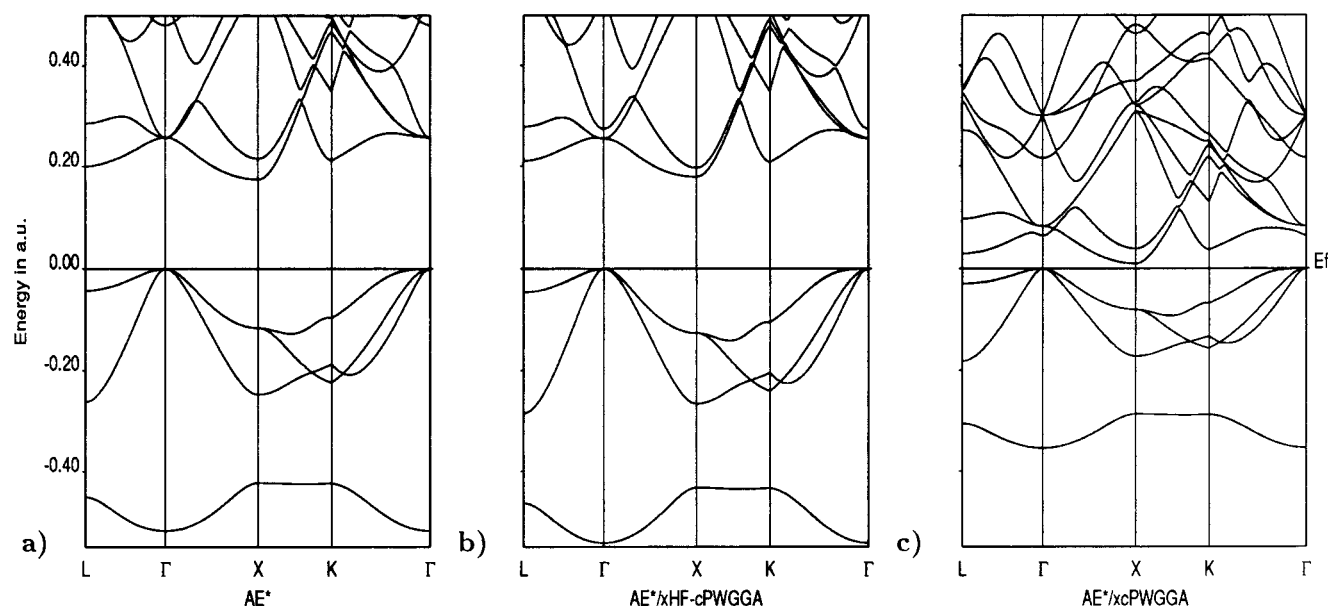 Energy in a.u.
0.40
0.20
0.00
-0.20
-0.40
a)
L Γ X K Γ
AE*
b)
L Γ X K Γ
AE*/xHF-cPWGGA
c)
Ef
L Γ X K Γ
AE*/xcPWGGA